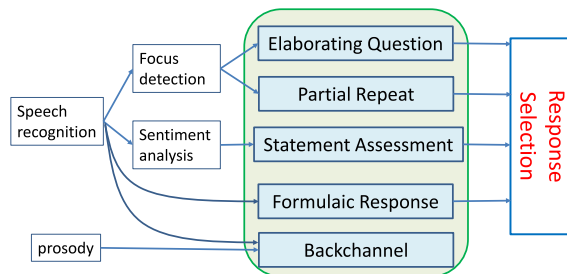 Speech
recognition
prosody
Focus
detection
Sentiment
analysis
Elaborating Question
Partial Repeat
Statement Assessment
Formulaic Response
Backchannel
Response
Selection